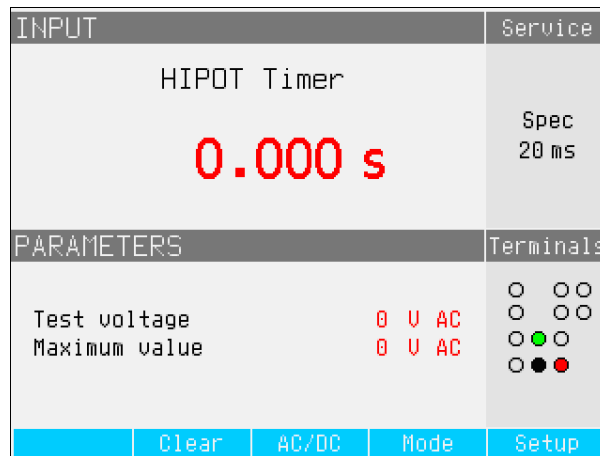 INPUT
Service
HIPOT Timer
0.000 s
Spec
20 ms
PARAMETERS
Terminals
Test voltage 0 V AC
Maximum value 0 V AC
Clear AC/DC Mode Setup